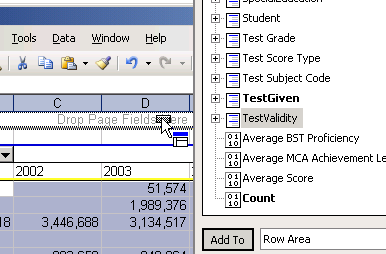 Tools Data Window Help
C D
Drop Page Fields Here
2002 2003
51,574
1,989,376
18 3,446,688 3,134,517
Student
Test Grade
Test Score Type
Test Subject Code
TestGiven
TestValidity
Average BST Proficiency
Average MCA Achievement Le
Average Score
Count
Add To Row Area